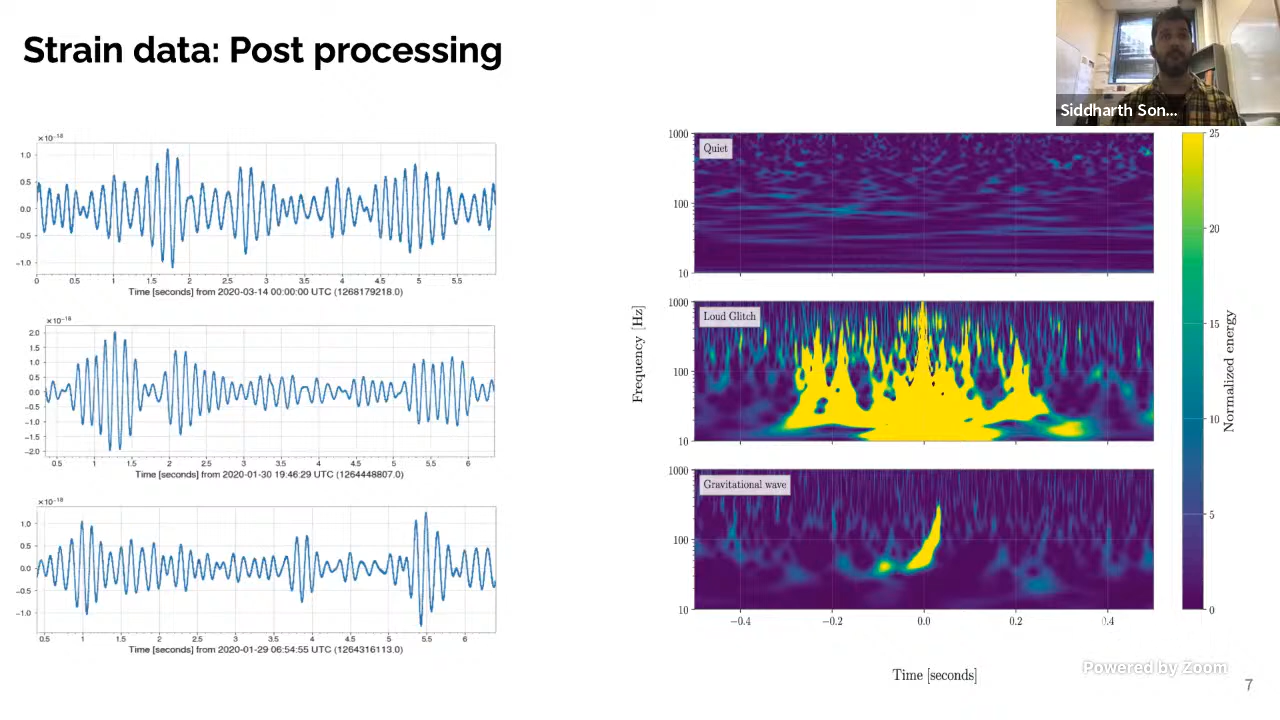 Strain data: Post processing
Siddharth Son...
×10⁻¹⁸
1.0
0.5
0.0
−0.5
−1.0
0 0.5 1 1.5 2 2.5 3 3.5 4 4.5 5 5.5
Time [seconds] from 2020-03-14 00:00:00 UTC (1268179218.0)
×10⁻¹⁸
2.0
1.5
1.0
0.5
0.0
−0.5
−1.0
−1.5
−2.0
0.5 1 1.5 2 2.5 3 3.5 4 4.5 5 5.5 6
Time [seconds] from 2020-01-30 19:46:29 UTC (1264448807.0)
×10⁻¹⁸
1.0
0.5
0.0
−0.5
−1.0
0.5 1 1.5 2 2.5 3 3.5 4 4.5 5 5.5 6
Time [seconds] from 2020-01-29 06:54:55 UTC (1264316113.0)
Frequency [Hz]
1000
Quiet
100
10
1000
Loud Glitch
100
10
1000
Gravitational wave
100
10
−0.4 −0.2 0.0 0.2 0.4
Time [seconds]
25
20
15
10
5
0
Normalized energy
Powered by Zoom
7